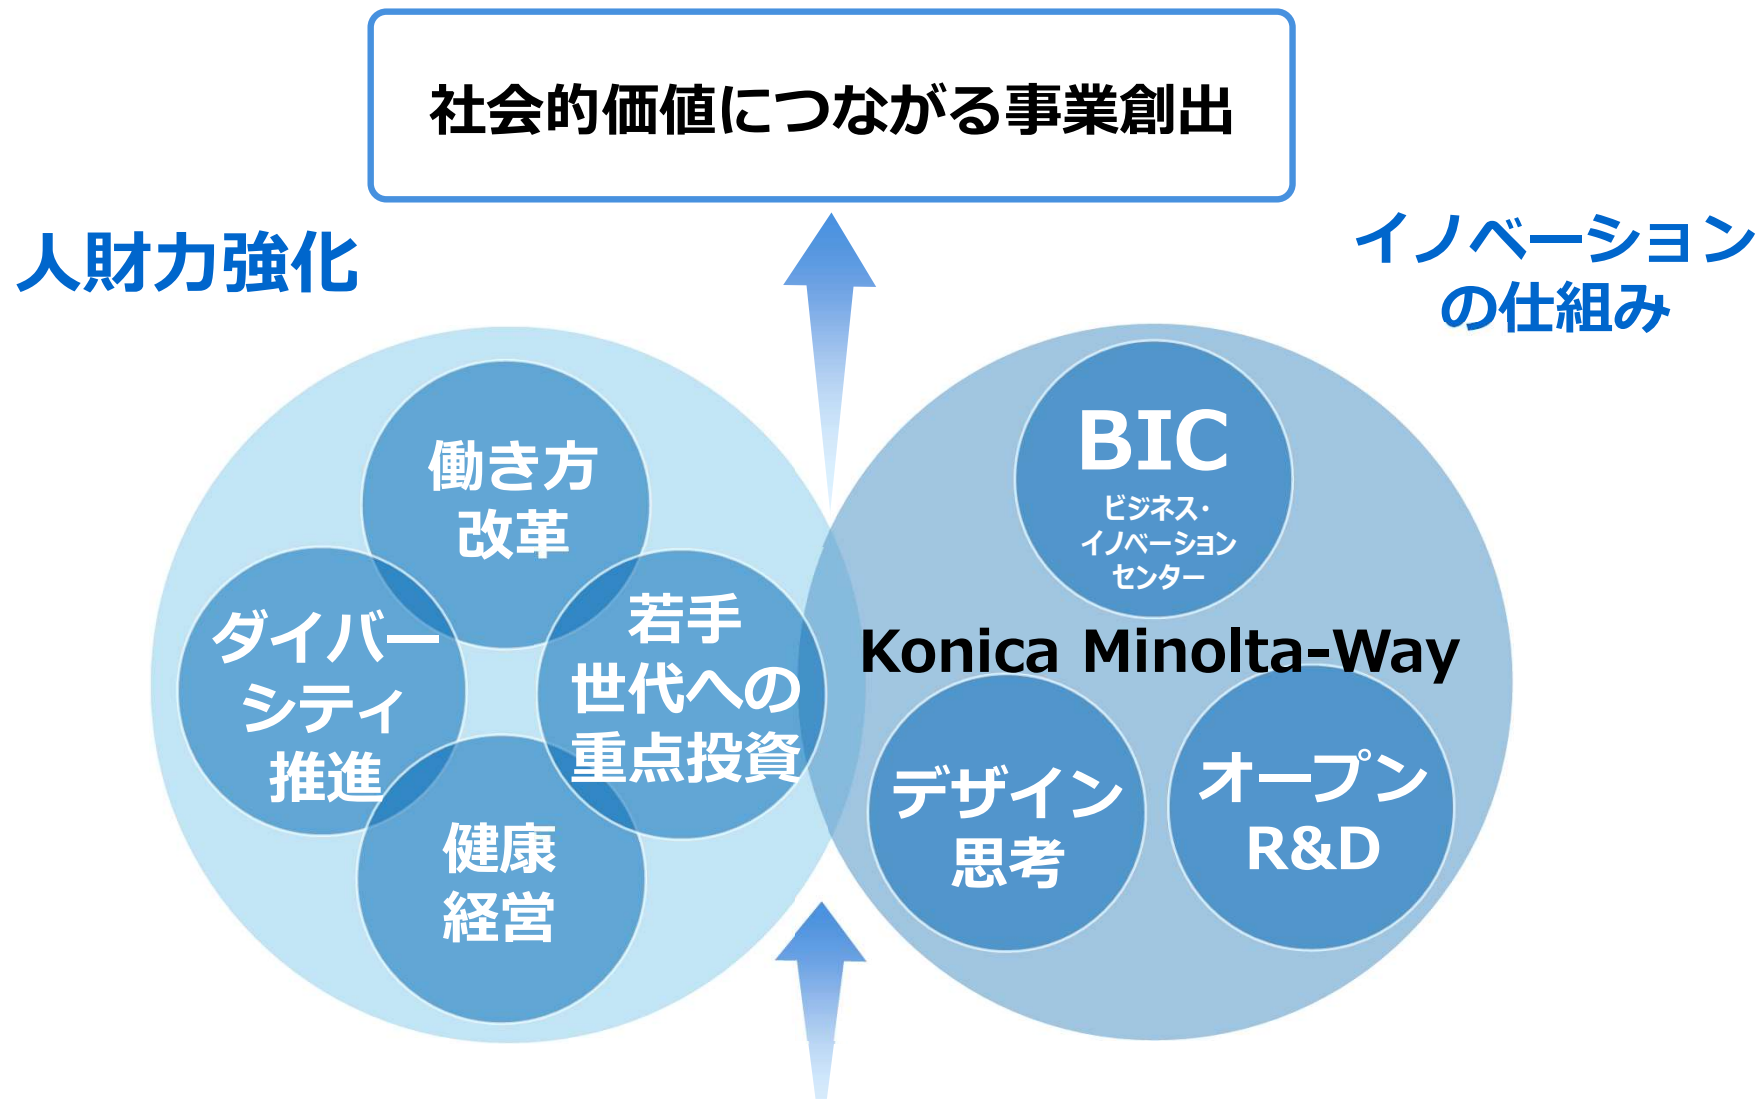 社会的価値につながる事業創出
人財力強化
イノベーション
の仕組み
働き方
改革
ダイバー
シティ
推進
若手
世代への
重点投資
健康
経営
BIC
ビジネス・
イノベーション
センター
Konica Minolta-Way
デザイン
思考
オープン
R&D